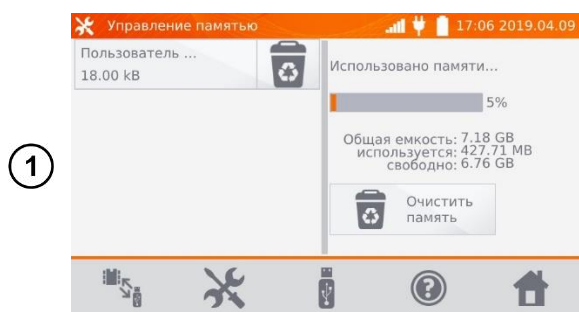 Управление памятью
17:06 2019.04.09
Пользователь ...
18.00 kB
Использовано памяти...
5%
Общая емкость: 7.18 GB
используется: 427.71 MB
свободно: 6.76 GB
Очистить
память
1